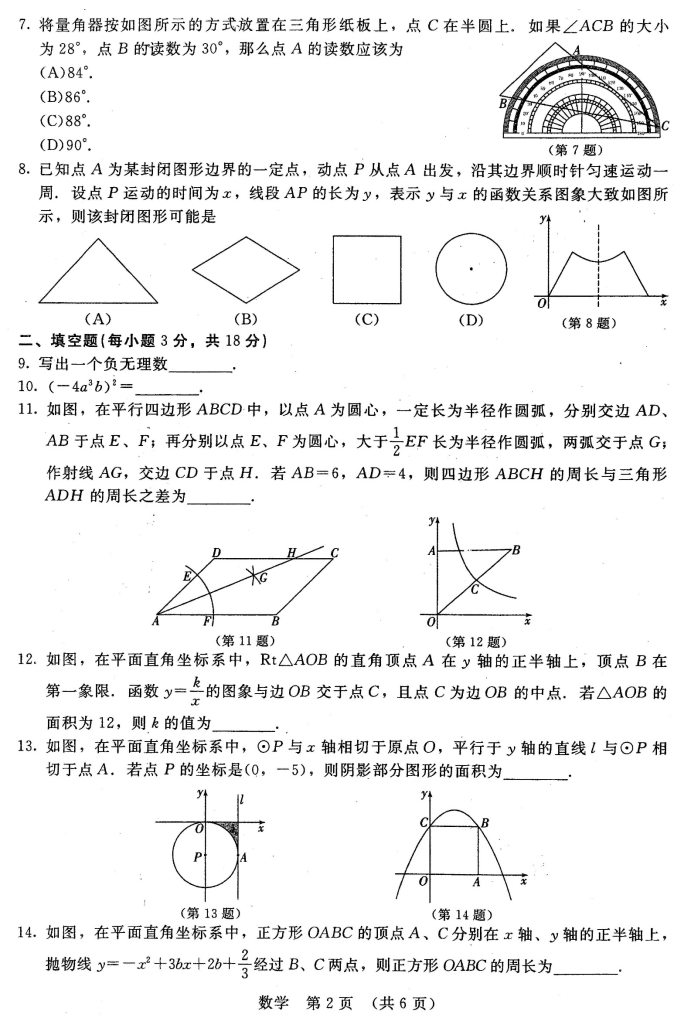 7. 将量角器按如图所示的方式放置在三角形纸板上，点 C 在半圆上．如果∠ACB 的大小
为 28°，点 B 的读数为 30°，那么点 A 的读数应该为
(A)84°.
(B)86°.
(C)88°.
(D)90°.
A
B
C
(第 7 题)
8. 已知点 A 为某封闭图形边界的一定点，动点 P 从点 A 出发，沿其边界顺时针匀速运动一
周．设点 P 运动的时间为 x，线段 AP 的长为 y，表示 y 与 x 的函数关系图象大致如图所
示，则该封闭图形可能是
y
O
x
(A)
(B)
(C)
(D)
(第 8 题)
二、填空题(每小题 3 分，共 18 分)
9. 写出一个负无理数________.
10. (−4a³b)²=________.
11. 如图，在平行四边形 ABCD 中，以点 A 为圆心，一定长为半径作圆弧，分别交边 AD、
AB 于点 E、F；再分别以点 E、F 为圆心，大于 1/2 EF 长为半径作圆弧，两弧交于点 G；
作射线 AG，交边 CD 于点 H．若 AB=6，AD=4，则四边形 ABCH 的周长与三角形
ADH 的周长之差为________.
D H C
E G
A F B
(第 11 题)
y
A B
C
O x
(第 12 题)
12. 如图，在平面直角坐标系中，Rt△AOB 的直角顶点 A 在 y 轴的正半轴上，顶点 B 在
第一象限．函数 y=k/x 的图象与边 OB 交于点 C，且点 C 为边 OB 的中点．若△AOB 的
面积为 12，则 k 的值为________.
13. 如图，在平面直角坐标系中，⊙P 与 x 轴相切于原点 O，平行于 y 轴的直线 l 与⊙P 相
切于点 A．若点 P 的坐标是(0，−5)，则阴影部分图形的面积为________.
y l
O x
P A
(第 13 题)
y
C B
O A x
(第 14 题)
14. 如图，在平面直角坐标系中，正方形 OABC 的顶点 A、C 分别在 x 轴、y 轴的正半轴上，
抛物线 y=−x²+3bx+2b+2/3 经过 B、C 两点，则正方形 OABC 的周长为________.
数学 第 2 页 (共 6 页)